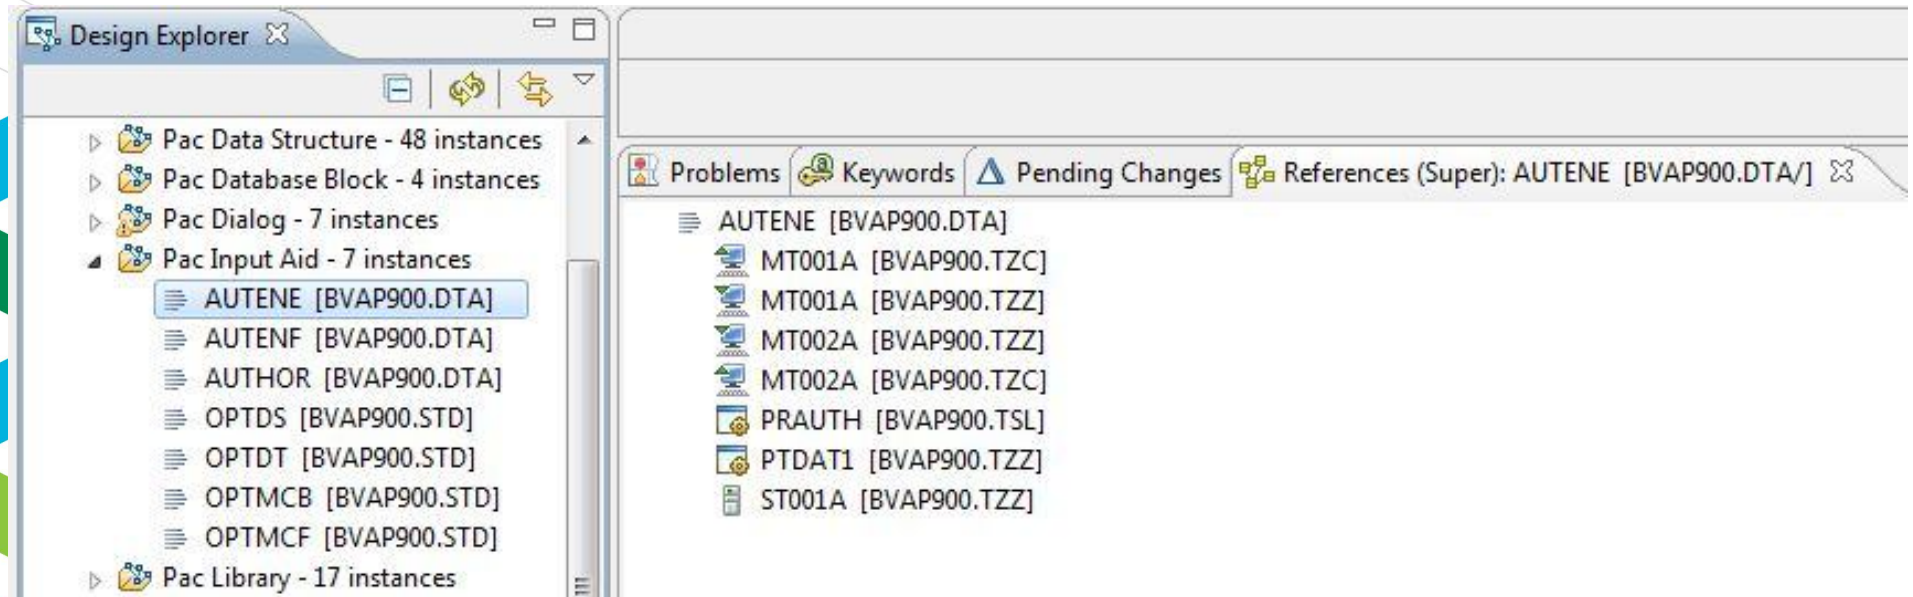 Design Explorer
Pac Data Structure - 48 instances
Pac Database Block - 4 instances
Pac Dialog - 7 instances
Pac Input Aid - 7 instances
AUTENE [BVAP900.DTA]
AUTENF [BVAP900.DTA]
AUTHOR [BVAP900.DTA]
OPTDS [BVAP900.STD]
OPTDT [BVAP900.STD]
OPTMCB [BVAP900.STD]
OPTMCF [BVAP900.STD]
Pac Library - 17 instances
Problems Keywords Pending Changes References (Super): AUTENE [BVAP900.DTA/]
AUTENE [BVAP900.DTA]
MT001A [BVAP900.TZC]
MT001A [BVAP900.TZZ]
MT002A [BVAP900.TZZ]
MT002A [BVAP900.TZC]
PRAUTH [BVAP900.TSL]
PTDAT1 [BVAP900.TZZ]
ST001A [BVAP900.TZZ]